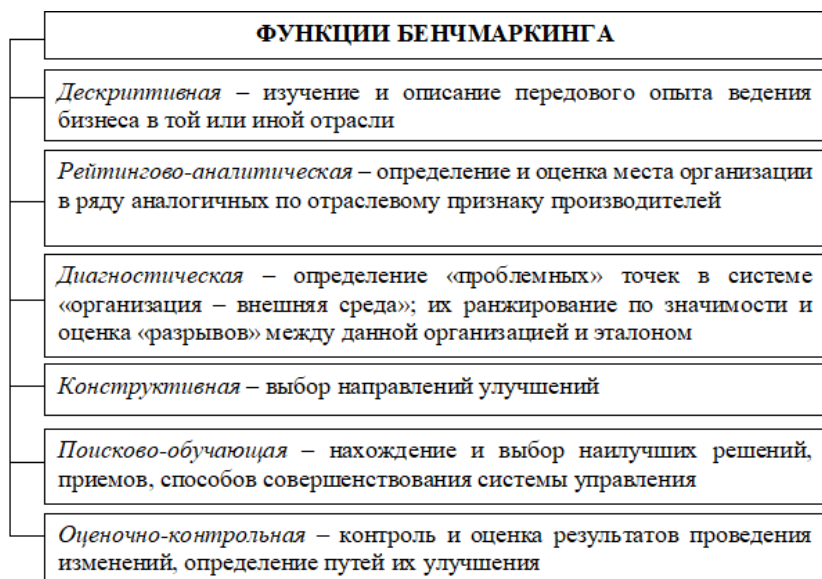 ФУНКЦИИ БЕНЧМАРКИНГА
Дескриптивная – изучение и описание передового опыта ведения
бизнеса в той или иной отрасли
Рейтингово-аналитическая – определение и оценка места организации
в ряду аналогичных по отраслевому признаку производителей
Диагностическая – определение «проблемных» точек в системе
«организация – внешняя среда»; их ранжирование по значимости и
оценка «разрывов» между данной организацией и эталоном
Конструктивная – выбор направлений улучшений
Поисково-обучающая – нахождение и выбор наилучших решений,
приемов, способов совершенствования системы управления
Оценочно-контрольная – контроль и оценка результатов проведения
изменений, определение путей их улучшения